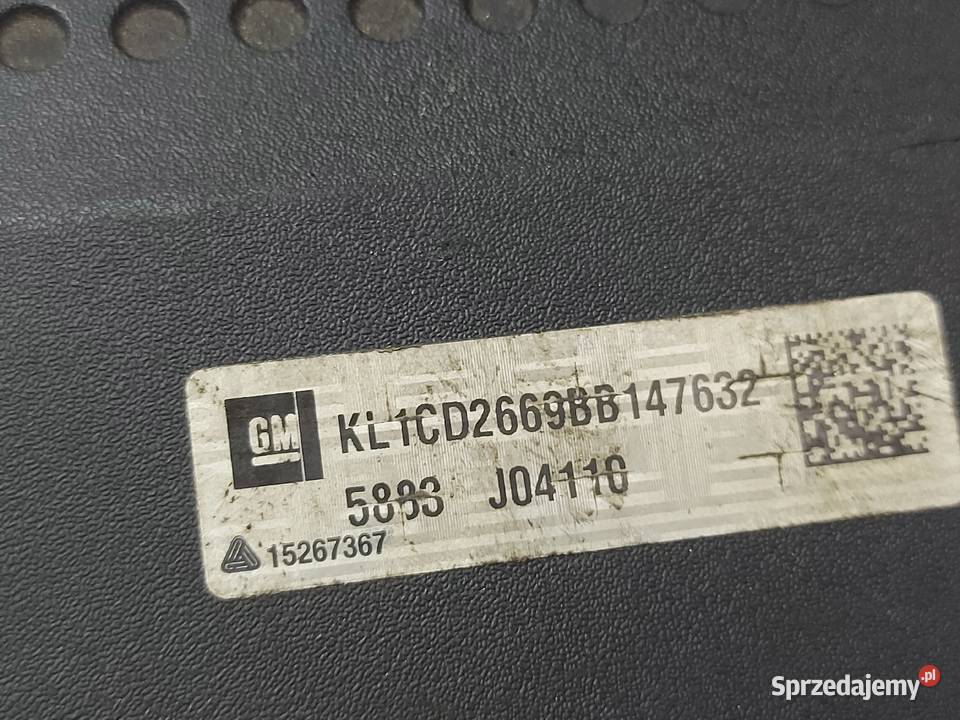 GM
KL1CD2669BB147632
5883 J04110
15267367
Sprzedajemy.pl